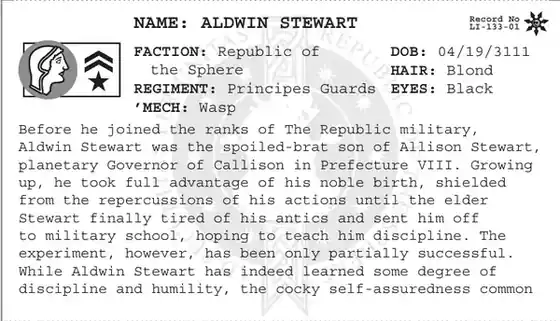 NAME: ALDWIN STEWART
Record No
LI-133-01
FACTION: Republic of
the Sphere
DOB: 04/19/3111
HAIR: Blond
REGIMENT: Principes Guards
EYES: Black
’MECH: Wasp
Before he joined the ranks of The Republic military,
Aldwin Stewart was the spoiled-brat son of Allison Stewart,
planetary Governor of Callison in Prefecture VIII. Growing
up, he took full advantage of his noble birth, shielded
from the repercussions of his actions until the elder
Stewart finally tired of his antics and sent him off
to military school, hoping to teach him discipline. The
experiment, however, has been only partially successful.
While Aldwin Stewart has indeed learned some degree of
discipline and humility, the cocky self-assuredness common